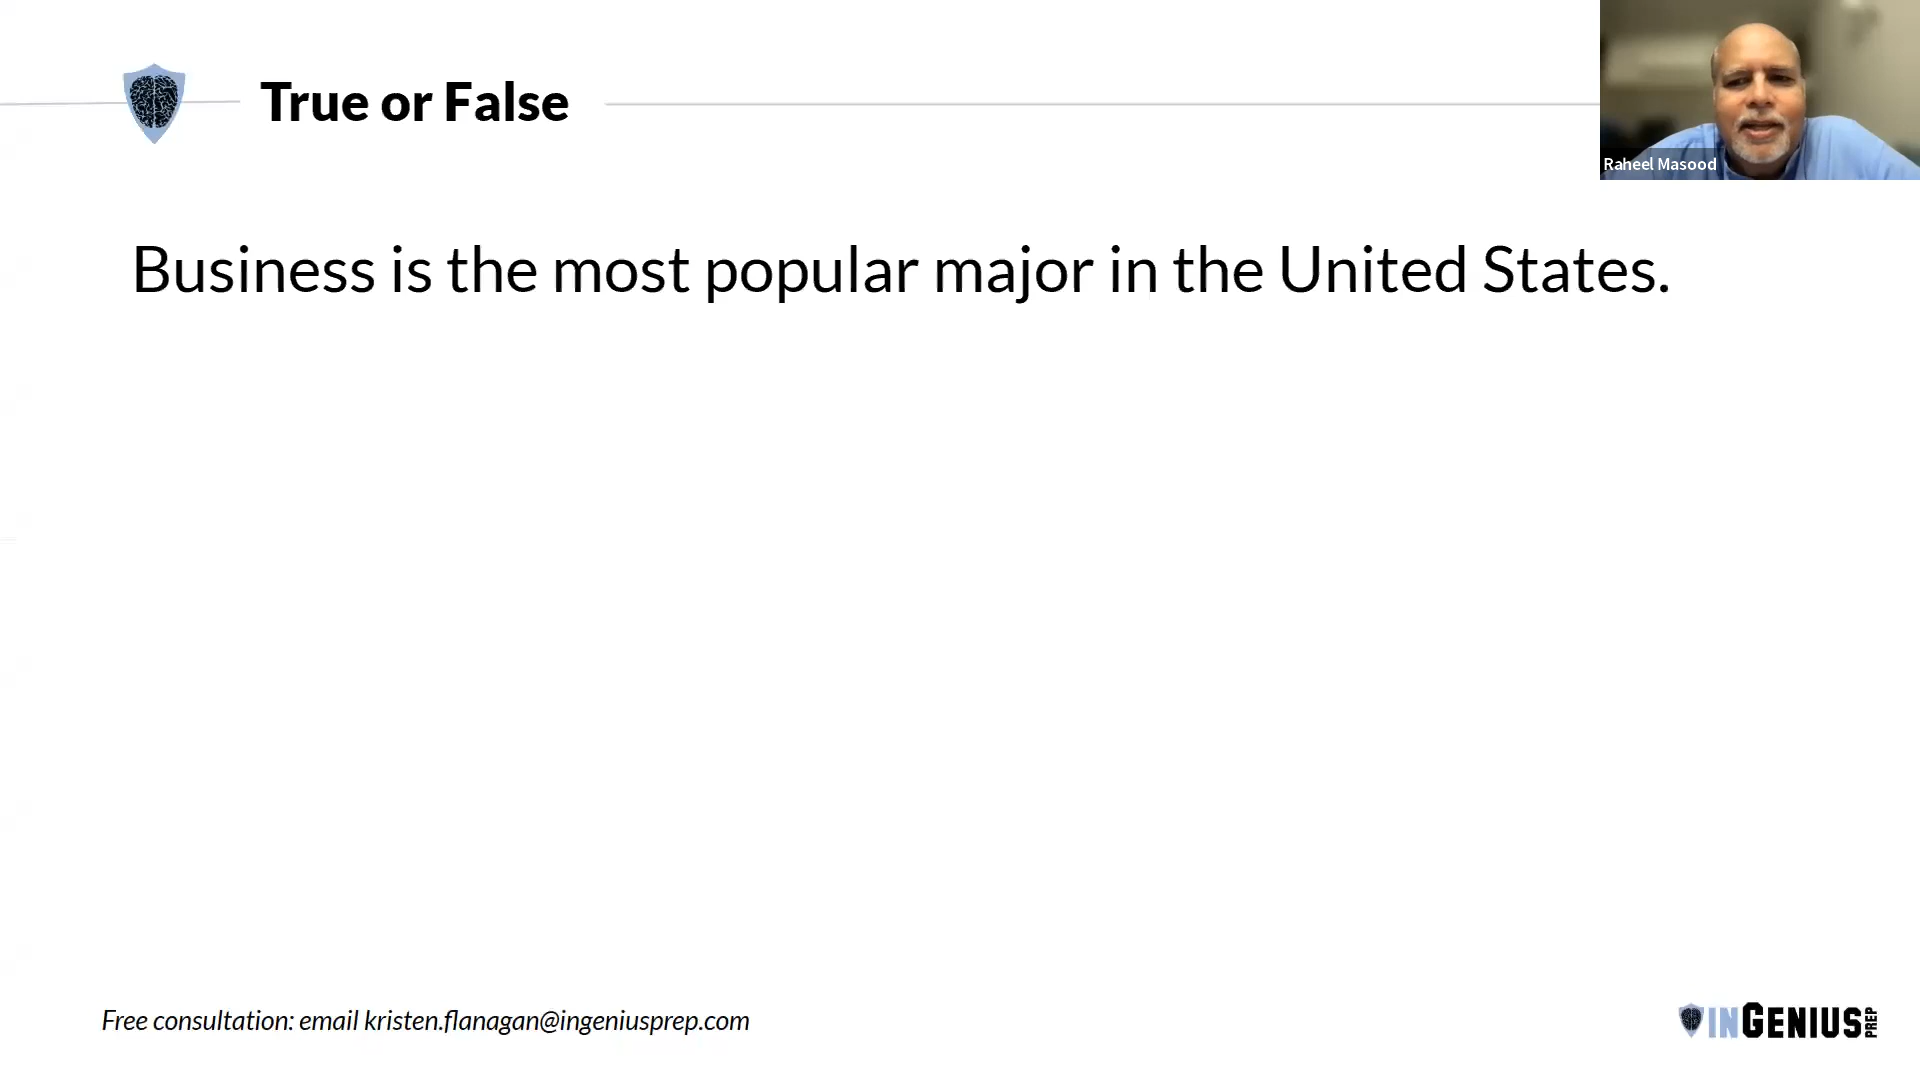 True or False
Raheel Masood
Business is the most popular major in the United States.
Free consultation: email kristen.flanagan@ingeniusprep.com
INGENIUS PREP